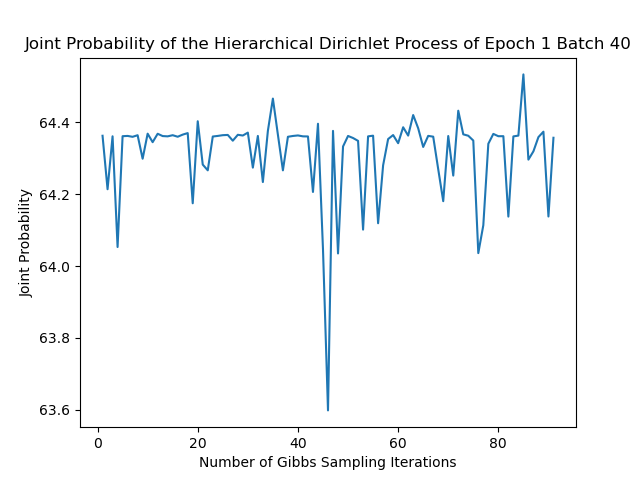 Joint Probability of the Hierarchical Dirichlet Process of Epoch 1 Batch 40
Joint Probability
64.4
64.2
64.0
63.8
63.6
0 20 40 60 80
Number of Gibbs Sampling Iterations